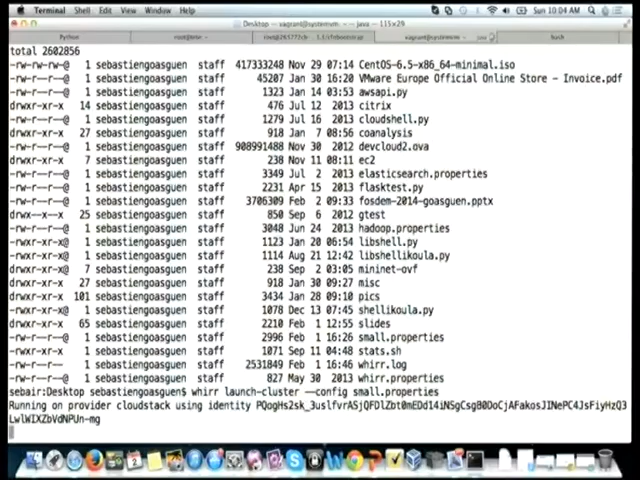 Terminal Shell Edit View Window Help Sun 10:04 AM
Desktop — vagrant@systemvm: ~ — java — 115×29
Python bash
total 2602856
-rw-rw-rw-@ 1 sebastiengoasguen staff 417333248 Nov 29 07:14 CentOS-6.5-x86_64-minimal.iso
-rw-r--r--@ 1 sebastiengoasguen staff 45207 Jan 30 16:20 VMware Europe Official Online Store - Invoice.pdf
-rw-r--r--@ 1 sebastiengoasguen staff 1323 Jan 14 03:53 awsapi.py
drwxr-xr-x 14 sebastiengoasguen staff 476 Jul 12 2013 citrix
-rw-r--r--@ 1 sebastiengoasguen staff 1279 Jul 16 2013 cloudshell.py
drwxr-xr-x 27 sebastiengoasguen staff 918 Jan 7 08:56 coanalysis
-rw-r--r--@ 1 sebastiengoasguen staff 908991488 Nov 30 2012 devcloud2.ova
drwxr-xr-x 7 sebastiengoasguen staff 238 Nov 11 08:11 ec2
-rw-r--r--@ 1 sebastiengoasguen staff 3349 Jul 2 2013 elasticsearch.properties
-rw-r--r--@ 1 sebastiengoasguen staff 2231 Apr 15 2013 flasktest.py
-rw-r--r--@ 1 sebastiengoasguen staff 3706309 Feb 2 09:33 fosdem-2014-goasguen.pptx
drwx--x--x 25 sebastiengoasguen staff 850 Sep 6 2012 gtest
-rw-r--r--@ 1 sebastiengoasguen staff 3048 Jun 24 2013 hadoop.properties
-rwxr-xr-x@ 1 sebastiengoasguen staff 1123 Jan 20 06:54 libshell.py
-rwxr-xr-x@ 1 sebastiengoasguen staff 1114 Aug 21 12:42 libshellikoula.py
drwxr-xr-x@ 7 sebastiengoasguen staff 238 Sep 2 03:05 mininet-ovf
drwxr-xr-x 27 sebastiengoasguen staff 918 Jan 30 09:27 misc
drwxr-xr-x 101 sebastiengoasguen staff 3434 Jan 28 09:10 pics
-rwxr-xr-x@ 1 sebastiengoasguen staff 1078 Dec 13 07:45 shellikoula.py
drwxr-xr-x 65 sebastiengoasguen staff 2210 Feb 1 12:55 slides
-rw-r--r--@ 1 sebastiengoasguen staff 2996 Feb 1 16:26 small.properties
-rwxr-xr-x 1 sebastiengoasguen staff 1071 Sep 11 04:48 stats.sh
-rw-r--r-- 1 sebastiengoasguen staff 2531849 Feb 1 16:46 whirr.log
-rw-r--r--@ 1 sebastiengoasguen staff 827 May 30 2013 whirr.properties
sebair:Desktop sebastiengoasguen$ whirr launch-cluster --config small.properties
Running on provider cloudstack using identity